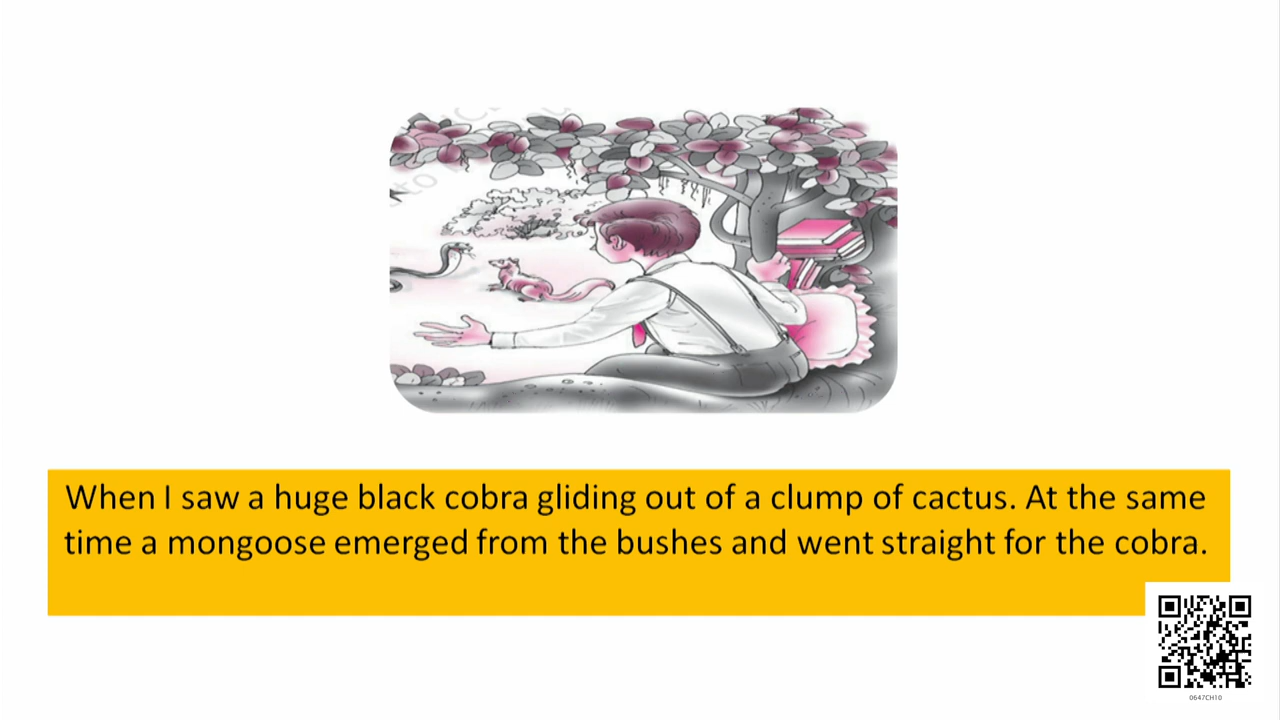 When I saw a huge black cobra gliding out of a clump of cactus. At the same
time a mongoose emerged from the bushes and went straight for the cobra.
0647CH10